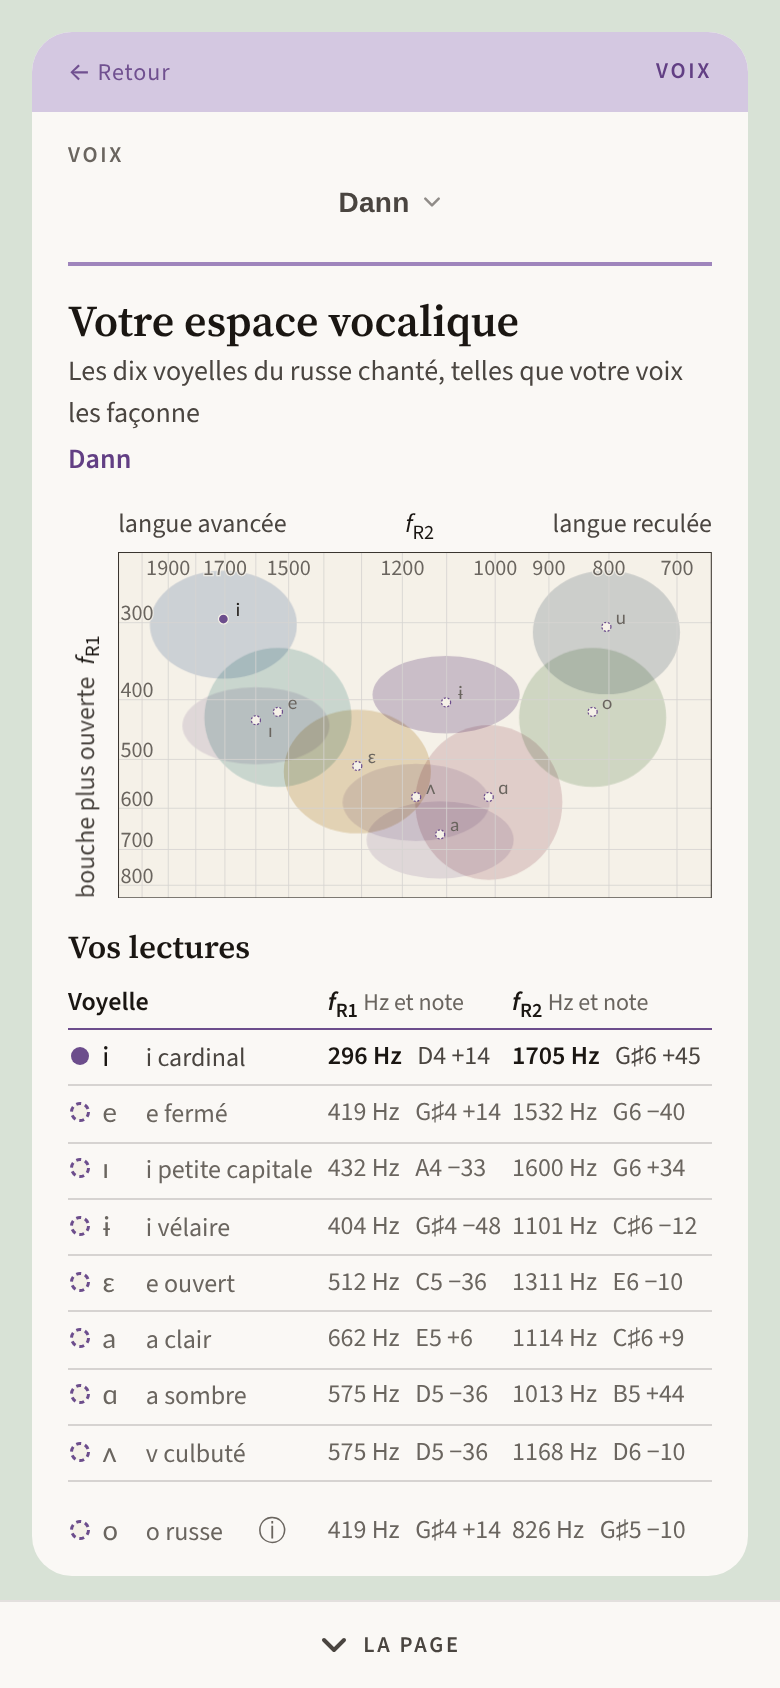 ← Retour
VOIX
VOIX
Dann
Votre espace vocalique
Les dix voyelles du russe chanté, telles que votre voix
les façonne
Dann
langue avancée fR2 langue reculée
1900 1700 1500 1200 1000 900 800 700
bouche plus ouverte fR1
300
400
500
600
700
800
i
u
e
ɪ
ɨ
o
ɛ
ʌ
ɑ
a
Vos lectures
Voyelle fR1 Hz et note fR2 Hz et note
i i cardinal 296 Hz D4 +14 1705 Hz G♯6 +45
e e fermé 419 Hz G♯4 +14 1532 Hz G6 −40
ɪ i petite capitale 432 Hz A4 −33 1600 Hz G6 +34
ɨ i vélaire 404 Hz G♯4 −48 1101 Hz C♯6 −12
ɛ e ouvert 512 Hz C5 −36 1311 Hz E6 −10
a a clair 662 Hz E5 +6 1114 Hz C♯6 +9
ɑ a sombre 575 Hz D5 −36 1013 Hz B5 +44
ʌ v culbuté 575 Hz D5 −36 1168 Hz D6 −10
o o russe ⓘ 419 Hz G♯4 +14 826 Hz G♯5 −10
LA PAGE